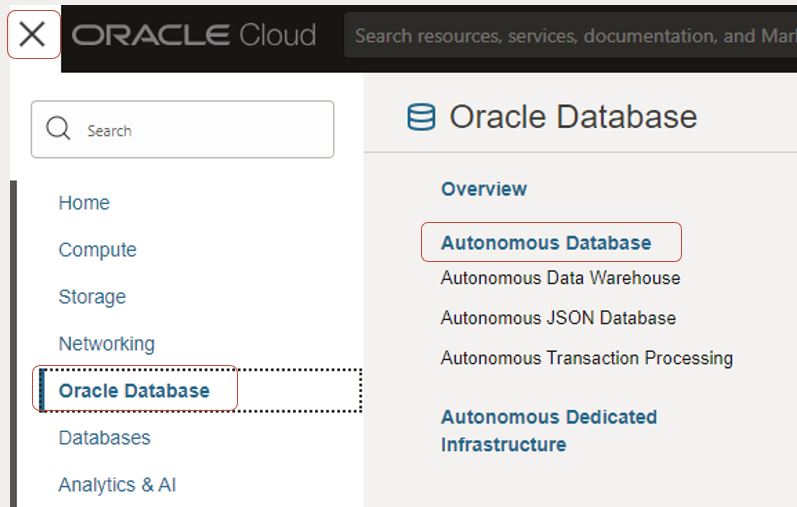 ORACLE Cloud
Search resources, services, documentation, and Mar
Search
Home
Compute
Storage
Networking
Oracle Database
Databases
Analytics & AI
Oracle Database
Overview
Autonomous Database
Autonomous Data Warehouse
Autonomous JSON Database
Autonomous Transaction Processing
Autonomous Dedicated
Infrastructure